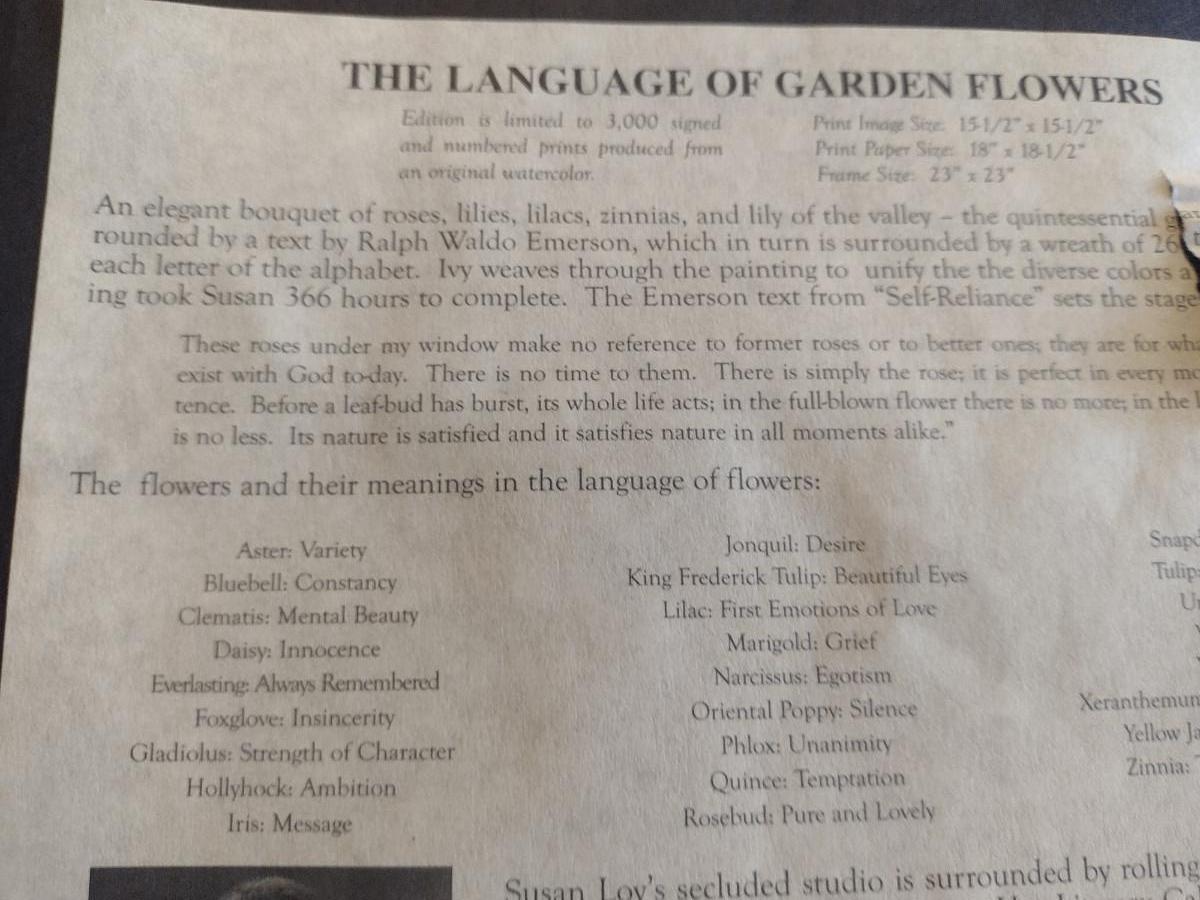 THE LANGUAGE OF GARDEN FLOWERS
Edition is limited to 3,000 signed
and numbered prints produced from
an original watercolor.
Print Image Size: 15-1/2" x 15-1/2"
Print Paper Size: 18" x 18-1/2"
Frame Size: 23" x 23"
An elegant bouquet of roses, lilies, lilacs, zinnias, and lily of the valley – the quintessential
rounded by a text by Ralph Waldo Emerson, which in turn is surrounded by a wreath of 26
each letter of the alphabet. Ivy weaves through the painting to unify the the diverse colors
ing took Susan 366 hours to complete. The Emerson text from “Self-Reliance” sets the stage
These roses under my window make no reference to former roses or to better ones; they are for
exist with God to-day. There is no time to them. There is simply the rose; it is perfect in every
tence. Before a leaf-bud has burst, its whole life acts; in the full-blown flower there is no more; in the
is no less. Its nature is satisfied and it satisfies nature in all moments alike.”
The flowers and their meanings in the language of flowers:
Aster: Variety
Bluebell: Constancy
Clematis: Mental Beauty
Daisy: Innocence
Everlasting: Always Remembered
Foxglove: Insincerity
Gladiolus: Strength of Character
Hollyhock: Ambition
Iris: Message
Jonquil: Desire
King Frederick Tulip: Beautiful Eyes
Lilac: First Emotions of Love
Marigold: Grief
Narcissus: Egotism
Oriental Poppy: Silence
Phlox: Unanimity
Quince: Temptation
Rosebud: Pure and Lovely
Snapd
Tulip:
Xeranthemum
Yellow Ja
Zinnia:
Susan Loy's secluded studio is surrounded by rolling